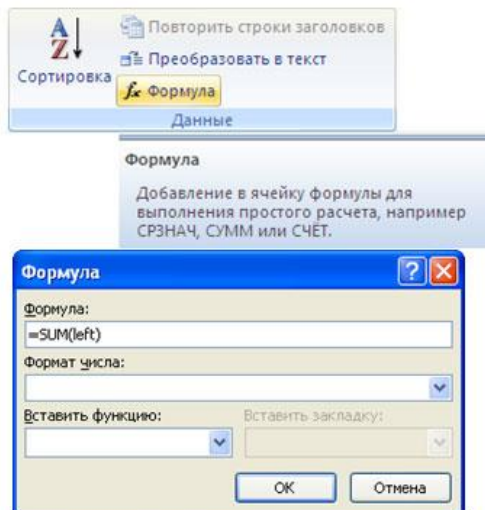 Повторить строки заголовков
Преобразовать в текст
Сортировка
fx Формула
Данные
Формула
Добавление в ячейку формулы для
выполнения простого расчета, например
СРЗНАЧ, СУММ или СЧЁТ.
Формула
Формула:
=SUM(left)
Формат числа:
Вставить функцию:
Вставить закладку:
ОК
Отмена